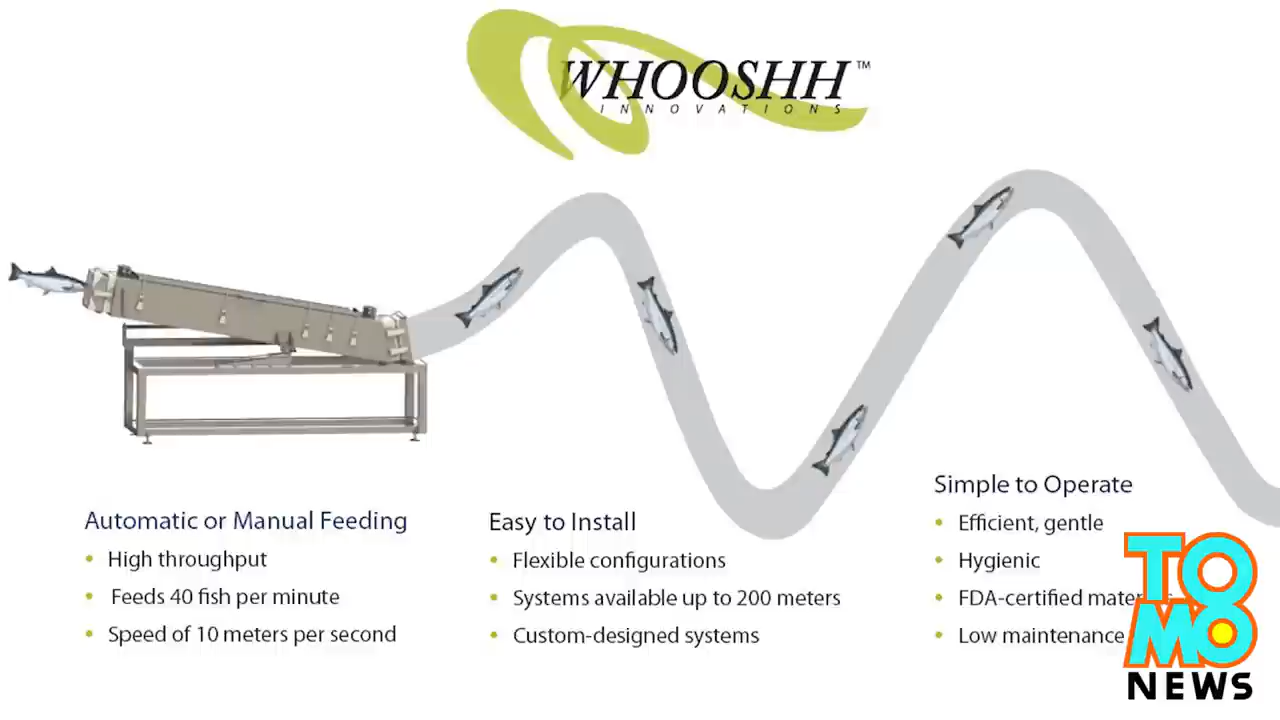 WHOOSHH™
INNOVATIONS
Automatic or Manual Feeding
• High throughput
• Feeds 40 fish per minute
• Speed of 10 meters per second
Easy to Install
• Flexible configurations
• Systems available up to 200 meters
• Custom-designed systems
Simple to Operate
• Efficient, gentle
• Hygienic
• FDA-certified
• Low maintenance
TOMO
NEWS